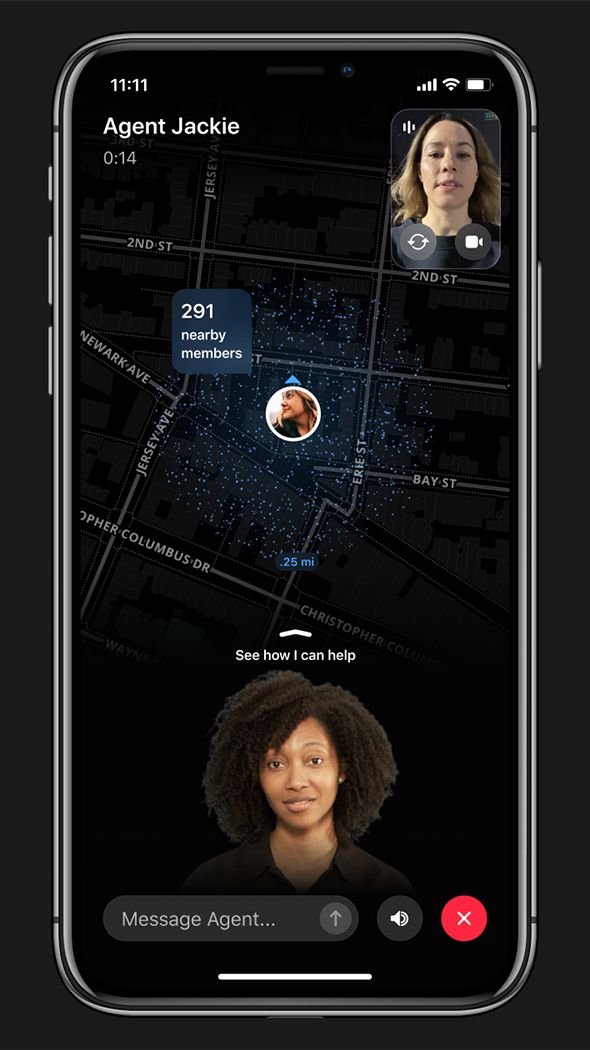 11:11
Agent Jackie
0:14
3RD ST
JERSEY AVE
2ND ST
2ND ST
291
nearby
members
ST
NEWARK AVE
JERSEY AVE
ERIE ST
BAY ST
OPHER COLUMBUS DR
.25 mi
CHRISTOPHER COLUM
WAYNE
See how I can help
Message Agent...